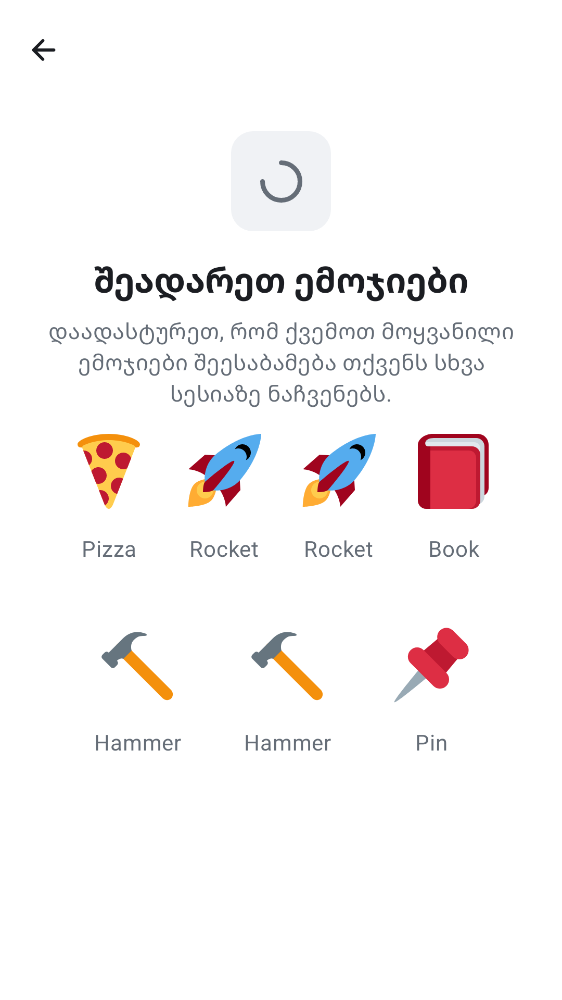 შეადარეთ ემოჯიები
დაადასტურეთ, რომ ქვემოთ მოყვანილი
ემოჯიები შეესაბამება თქვენს სხვა
სესიაზე ნაჩვენებს.
Pizza Rocket Rocket Book
Hammer Hammer Pin